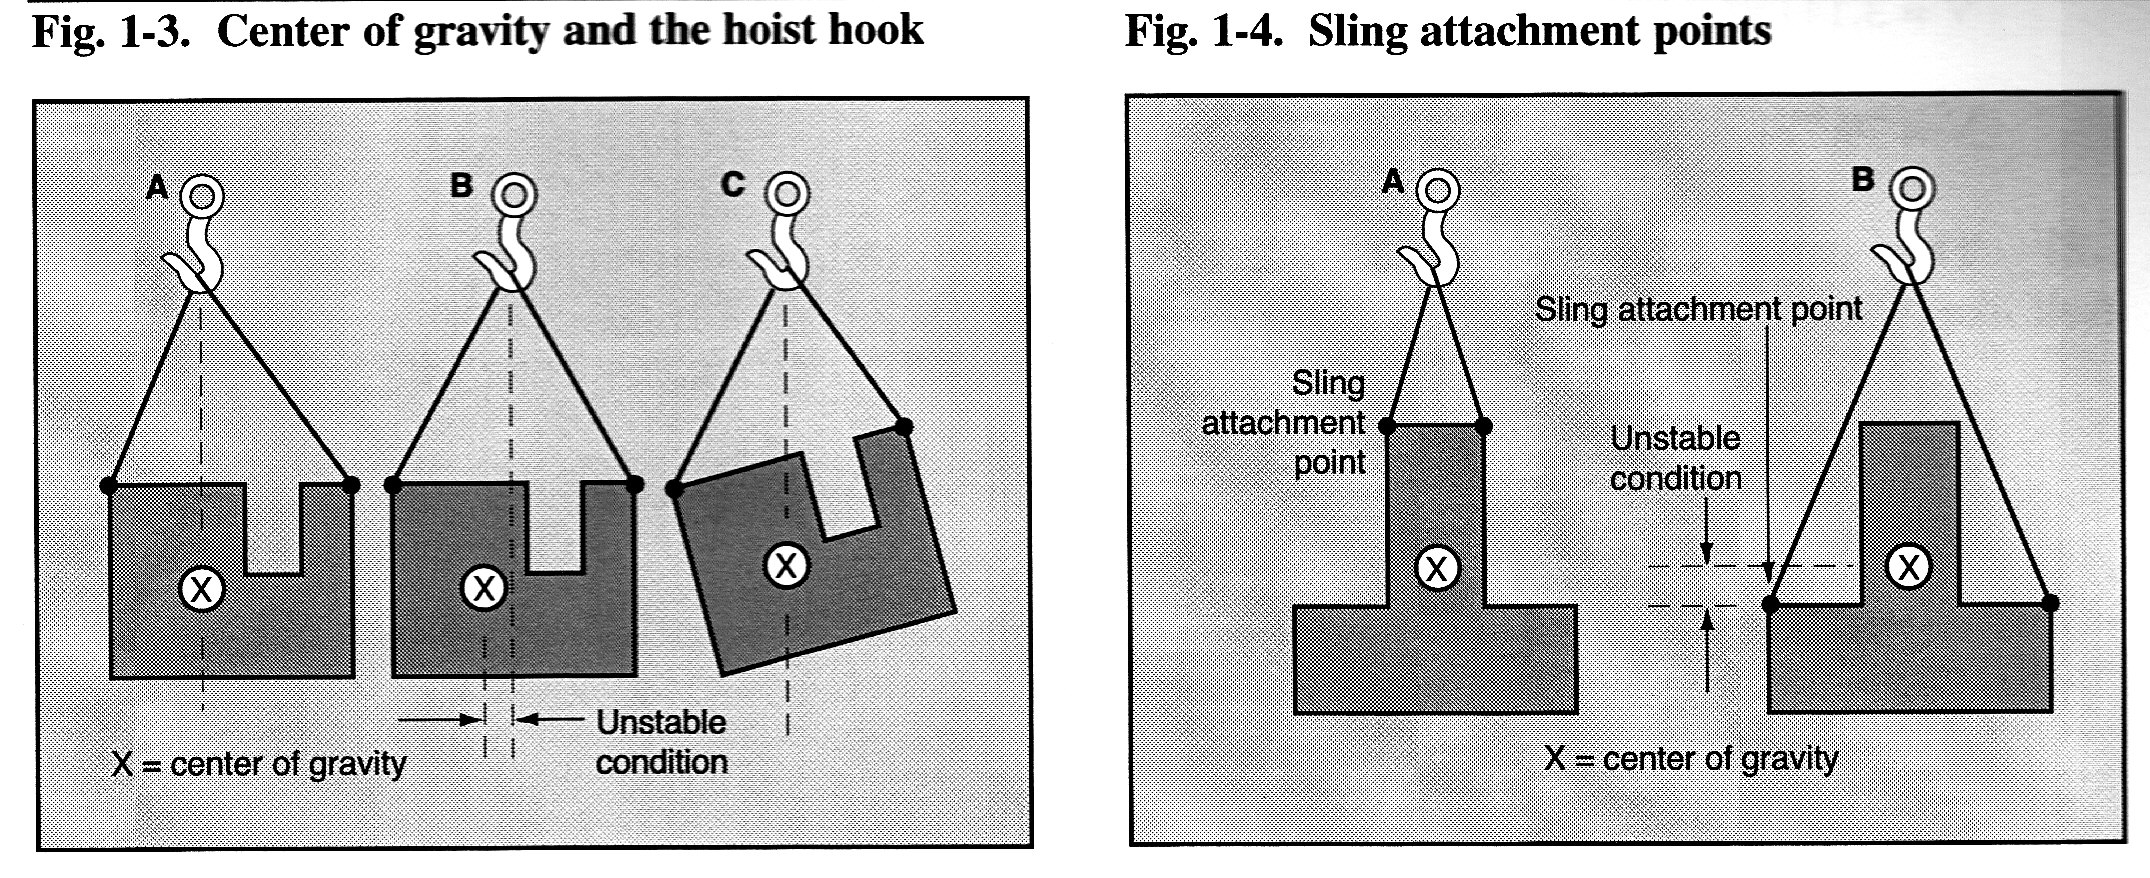 Fig. 1-3. Center of gravity and the hoist hook
A
B
C
X
X
X
Unstable
condition
X = center of gravity
Fig. 1-4. Sling attachment points
A
B
Sling attachment point
Sling
attachment
point
Unstable
condition
X
X
X = center of gravity